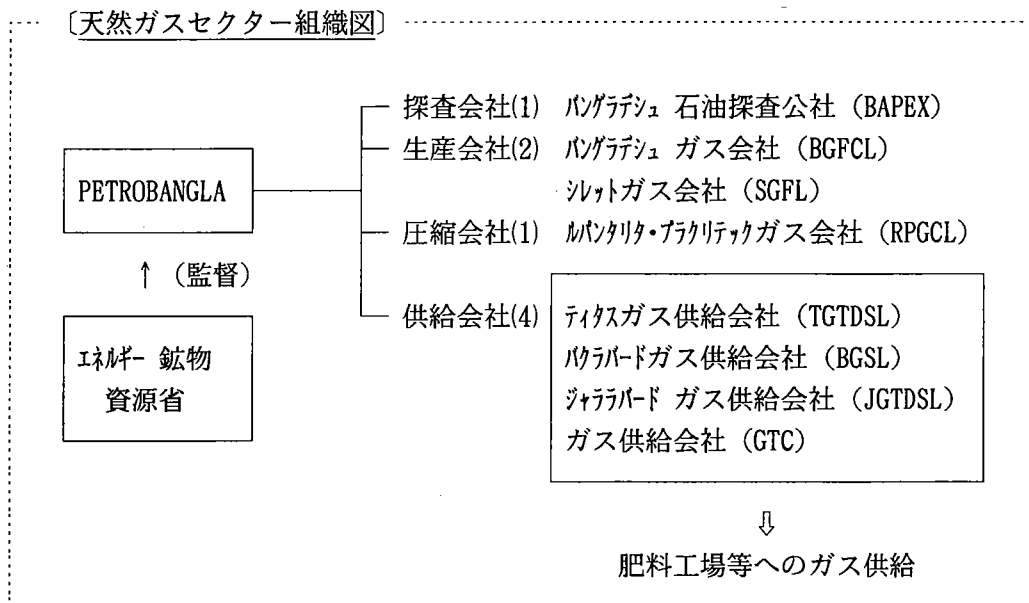 〔天然ガスセクター組織図〕
探査会社(1) ﾊﾞﾝｸﾞﾗﾃﾞｼｭ 石油探査公社 (BAPEX)
生産会社(2) ﾊﾞﾝｸﾞﾗﾃﾞｼｭ ガス会社 (BGFCL)
PETROBANGLA
ｼﾚｯﾄガス会社 (SGFL)
圧縮会社(1) ﾙﾊﾟﾝﾀﾘﾀ・ﾌﾟﾗｸﾘﾃｯｸガス会社 (RPGCL)
↑ (監督)
供給会社(4) ﾃｨﾀｽガス供給会社 (TGTDSL)
ﾊﾞｸﾗﾊﾞｰﾄﾞガス供給会社 (BGSL)
ｼﾞｬﾗﾗﾊﾞｰﾄﾞ ガス供給会社 (JGTDSL)
ガス供給会社 (GTC)
ｴﾈﾙｷﾞｰ 鉱物
資源省
⇩
肥料工場等へのガス供給